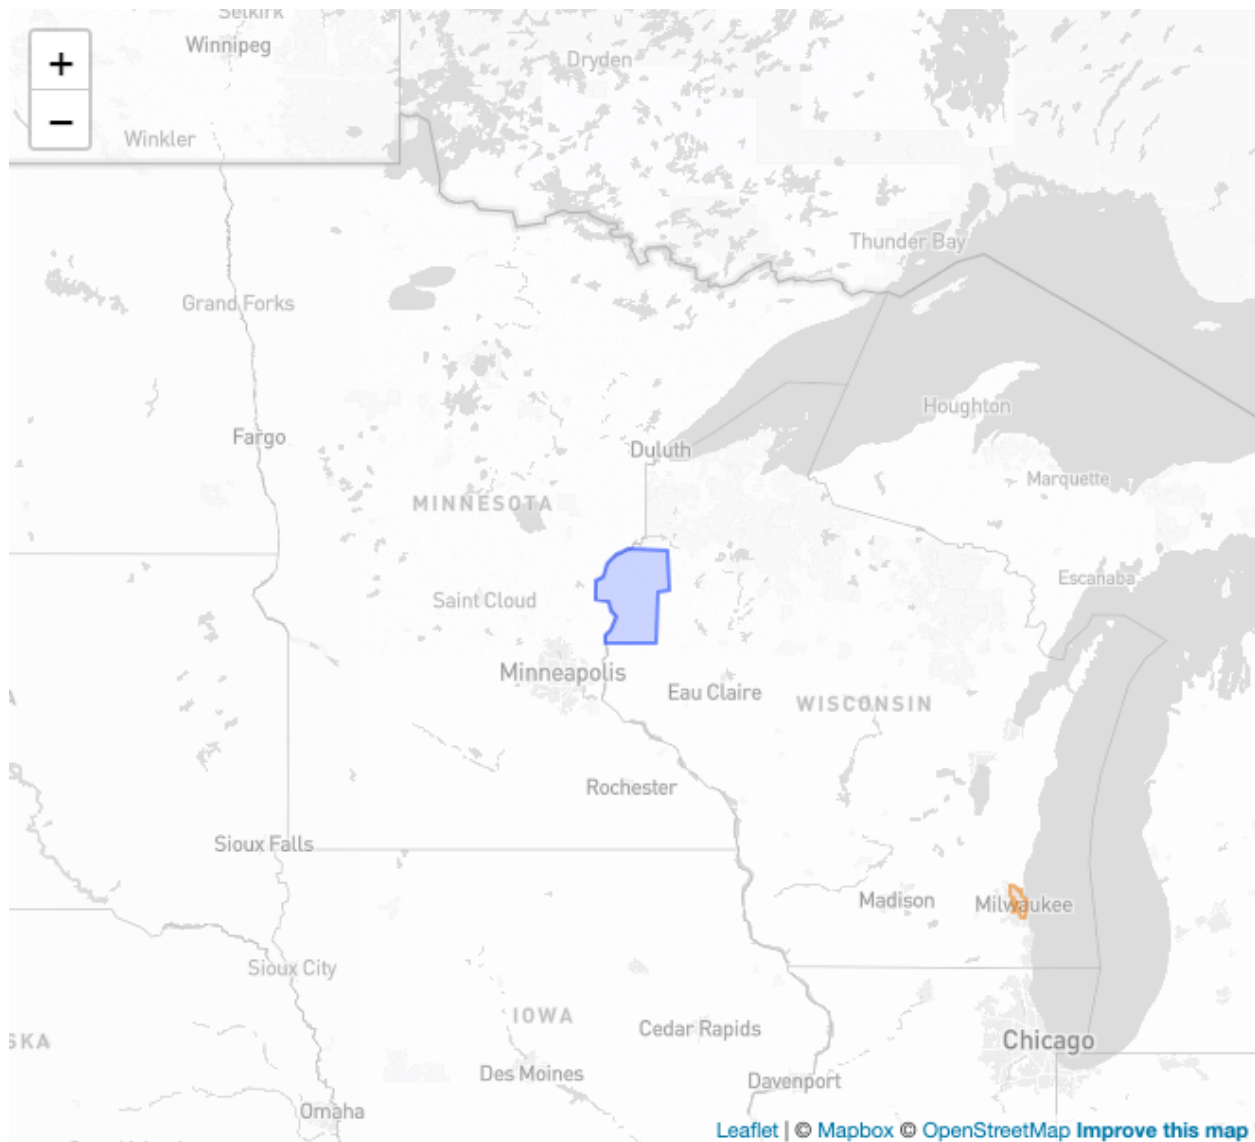 Selkirk
Winnipeg
Dryden
+
−
Winkler
Thunder Bay
Grand Forks
Houghton
Fargo
Duluth
Marquette
MINNESOTA
Escanaba
Saint Cloud
Minneapolis
Eau Claire
WISCONSIN
Rochester
Sioux Falls
Madison
Milwaukee
Sioux City
IOWA
Cedar Rapids
SKA
Chicago
Des Moines
Davenport
Omaha
Leaflet | © Mapbox © OpenStreetMap Improve this map